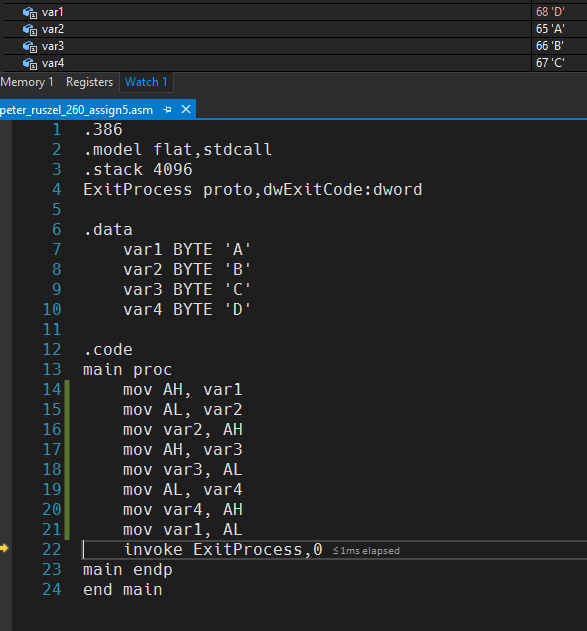 var1 68 'D'
var2 65 'A'
var3 66 'B'
var4 67 'C'
Memory 1 Registers Watch 1
peter_ruszel_260_assign5.asm
1 .386
2 .model flat,stdcall
3 .stack 4096
4 ExitProcess proto,dwExitCode:dword
5
6 .data
7 var1 BYTE 'A'
8 var2 BYTE 'B'
9 var3 BYTE 'C'
10 var4 BYTE 'D'
11
12 .code
13 main proc
14 mov AH, var1
15 mov AL, var2
16 mov var2, AH
17 mov AH, var3
18 mov var3, AL
19 mov AL, var4
20 mov var4, AH
21 mov var1, AL
22 invoke ExitProcess,0 ≤1ms elapsed
23 main endp
24 end main